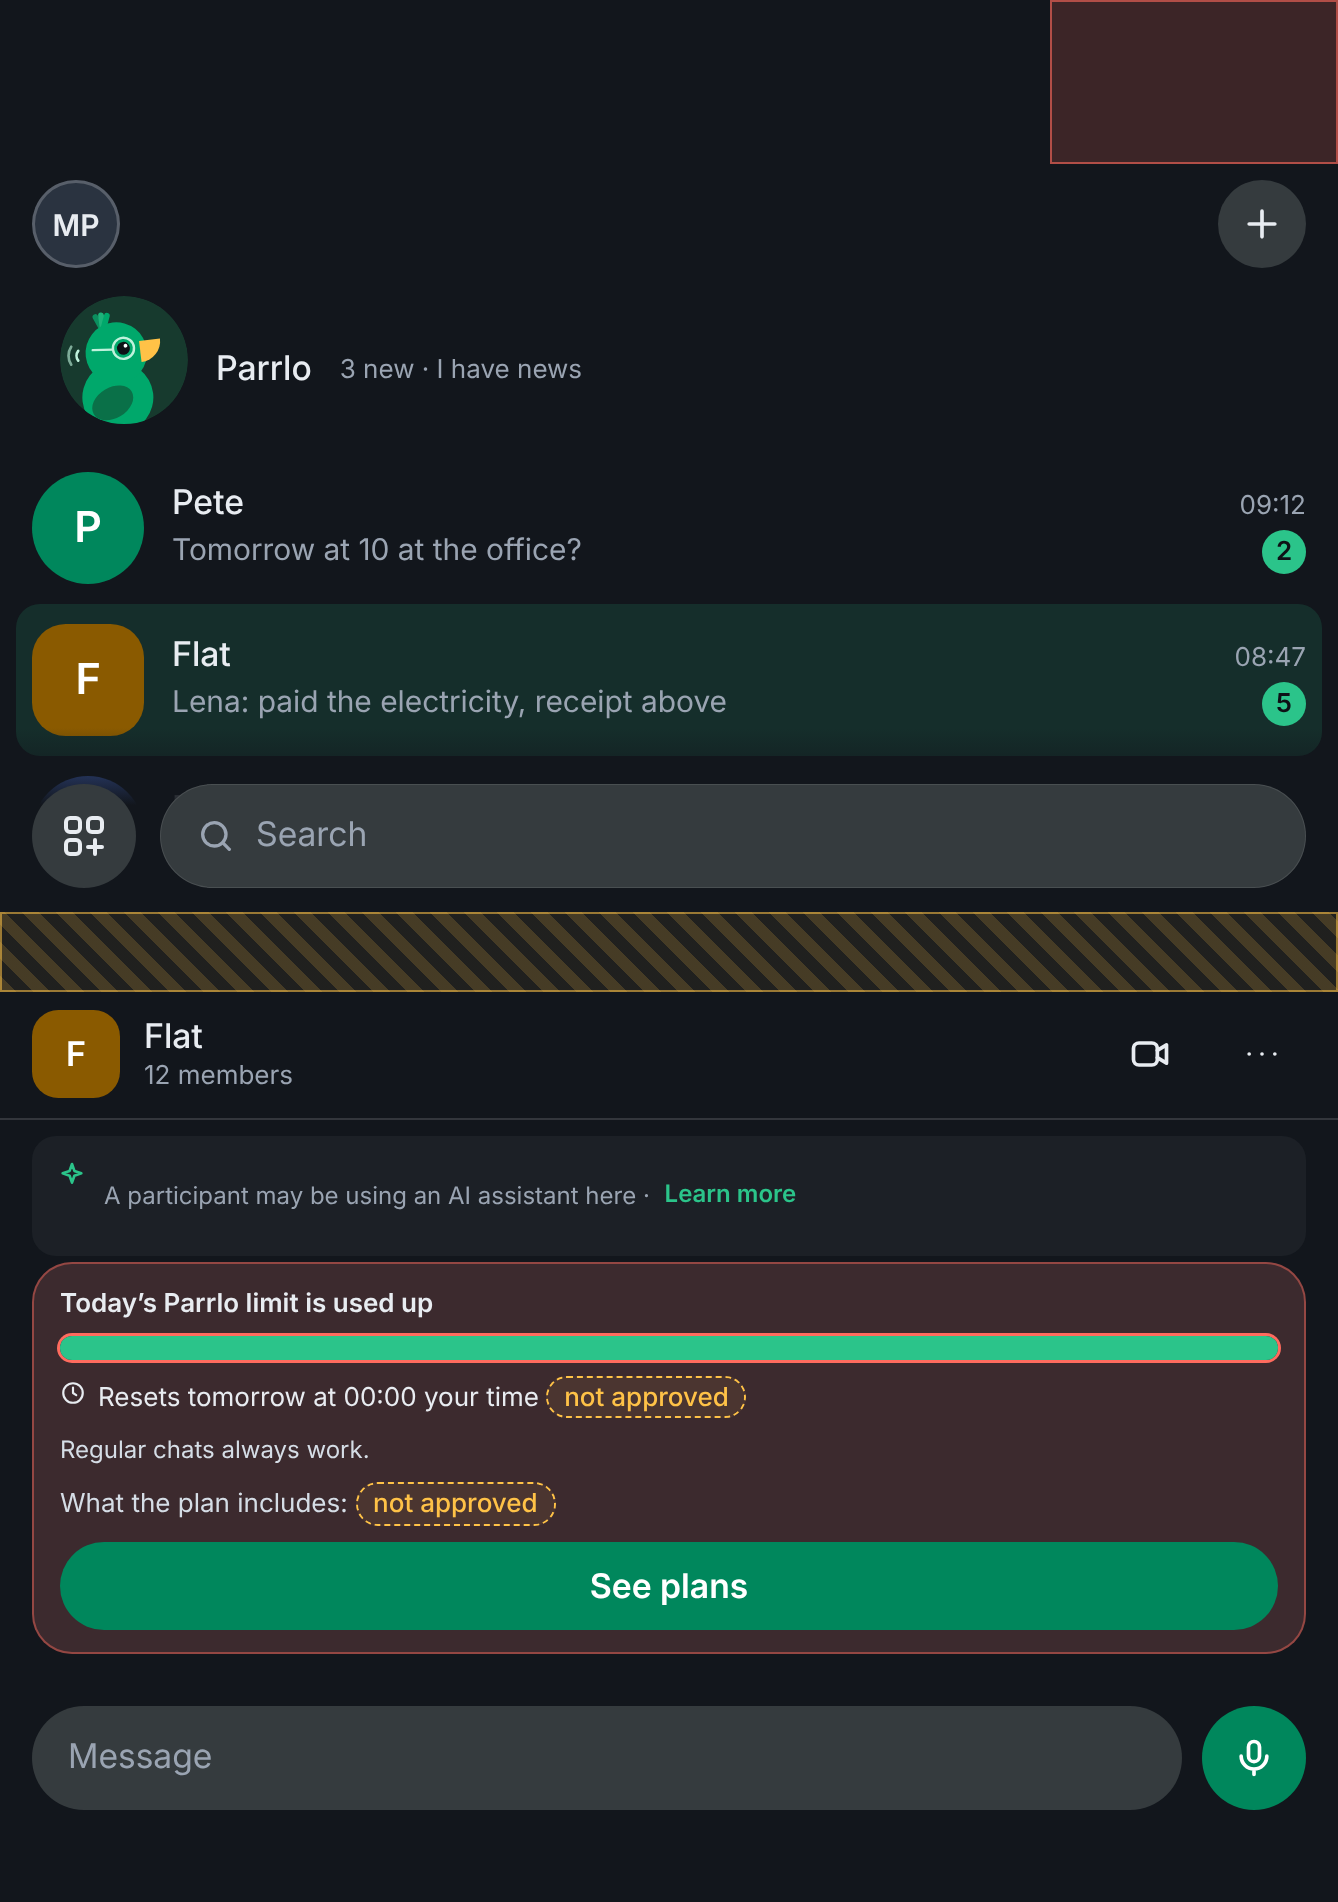 MP
Parrlo 3 new · I have news
P
Pete
09:12
Tomorrow at 10 at the office?
2
F
Flat
08:47
Lena: paid the electricity, receipt above
5
Search
F
Flat
12 members
A participant may be using an AI assistant here · Learn more
Today’s Parrlo limit is used up
Resets tomorrow at 00:00 your time not approved
Regular chats always work.
What the plan includes: not approved
See plans
Message